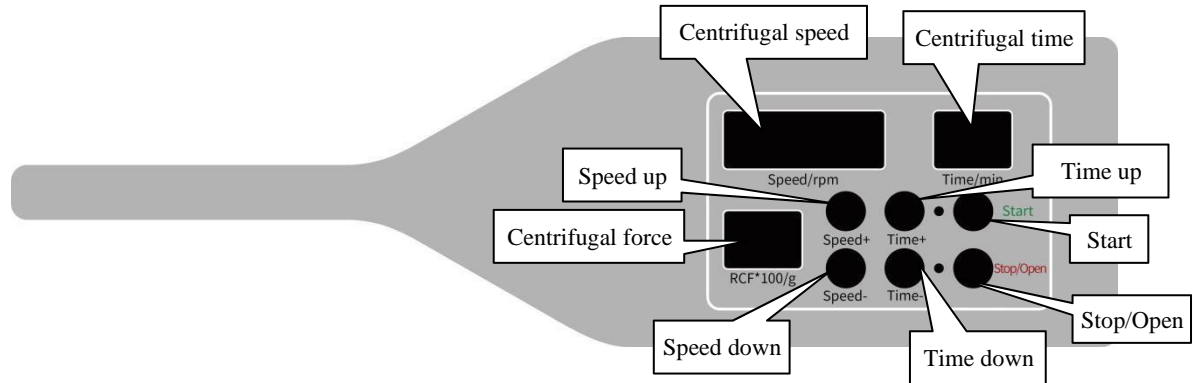 Centrifugal speed
Centrifugal time
Speed/rpm
Time/min
Speed up
Time up
Start
Speed+
Time+
Start
Centrifugal force
RCF*100/g
Speed-
Time-
Stop/Open
Speed down
Time down
Stop/Open